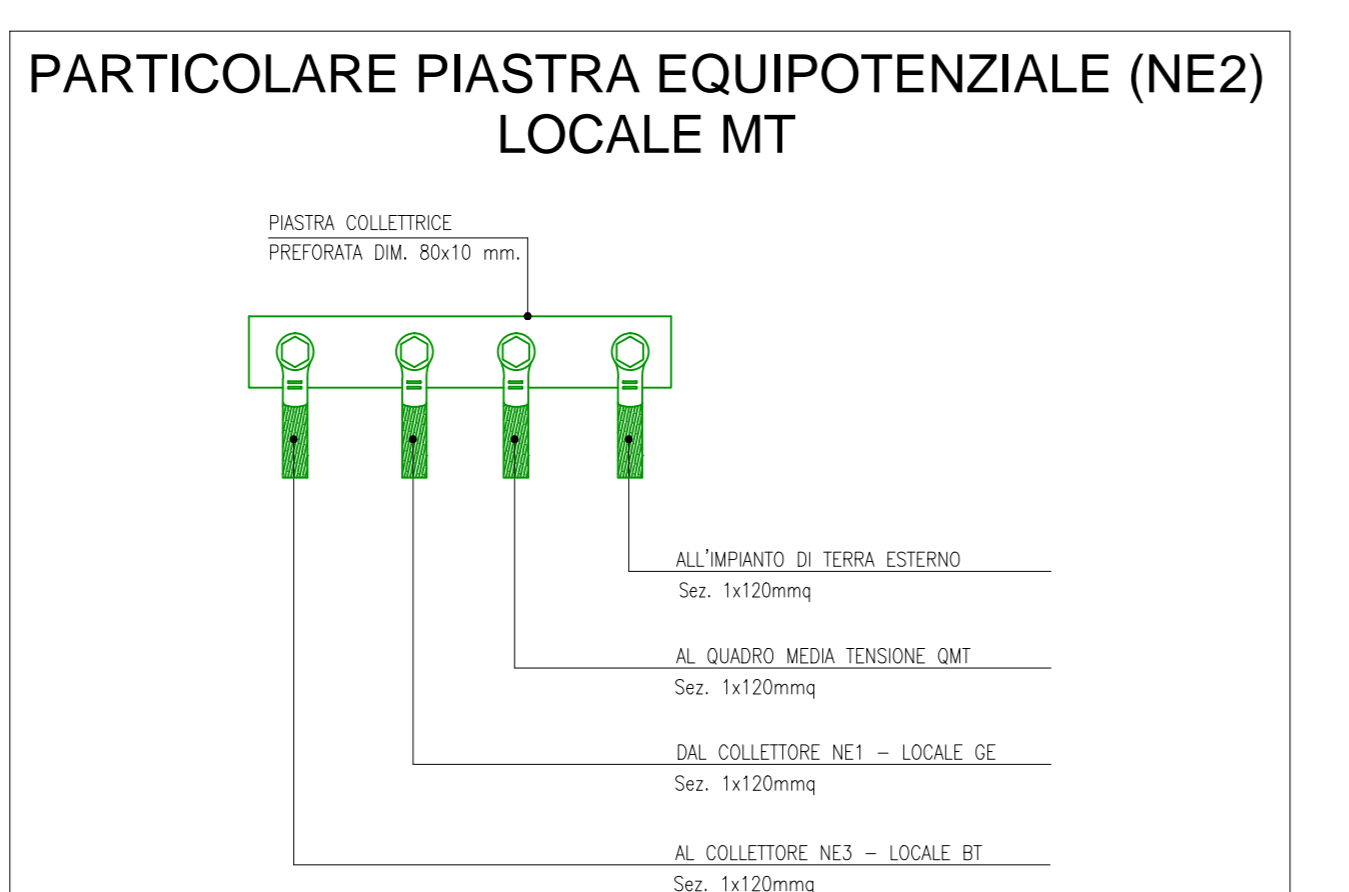 PARTICOLARE PIASTRA EQUIPOTENZIALE (NE2)
LOCALE MT
PIASTRA COLLETTRICE
PREFORATA DIM. 80x10 mm.
ALL'IMPIANTO DI TERRA ESTERNO
Sez. 1x120mmq
AL QUADRO MEDIA TENSIONE QMT
Sez. 1x120mmq
DAL COLLETTORE NE1 – LOCALE GE
Sez. 1x120mmq
AL COLLETTORE NE3 – LOCALE BT
Sez. 1x120mmq